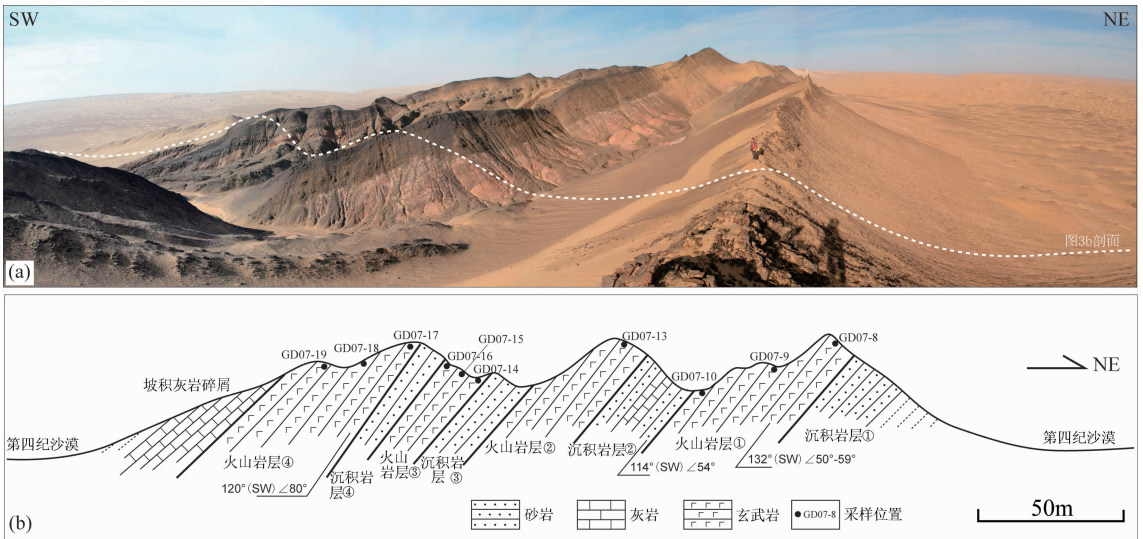 SW
NE
图3b剖面
(a)
GD07-17
GD07-15
GD07-13
GD07-8
GD07-18
GD07-16
GD07-9
GD07-19
GD07-14
NE
GD07-10
坡积灰岩碎屑
第四纪沙漠
火山岩层④
沉积岩
层④
火山
岩层③
沉积岩
层 ③
火山岩层②
沉积岩层②
火山岩层①
沉积岩层①
第四纪沙漠
120°(SW)∠80°
114°(SW)∠54°
132°(SW)∠50°-59°
砂岩
灰岩
玄武岩
GD07-8
采样位置
50m
(b)